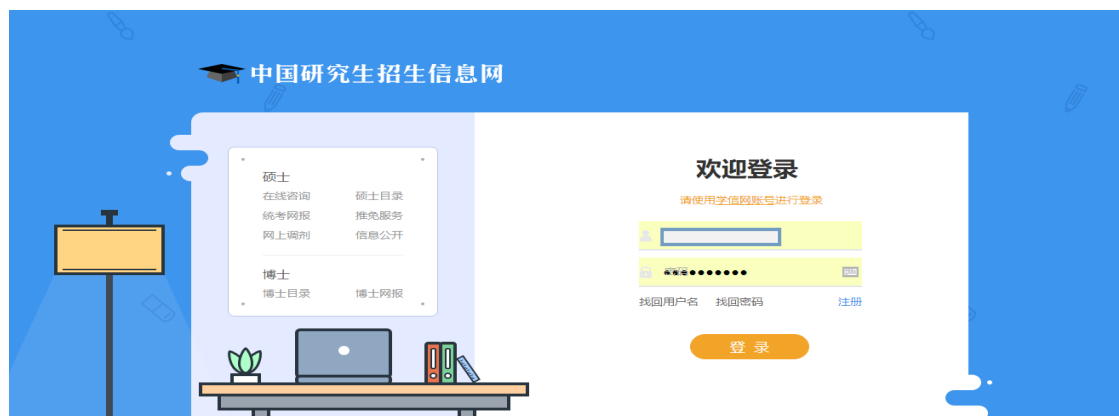 中国研究生招生信息网
硕士
在线咨询 硕士目录
统考网报 推免服务
网上调剂 信息公开
博士
博士目录 博士网报
欢迎登录
请使用学信网账号进行登录
密码●●●●●●●●●●
找回用户名 找回密码 注册
登 录